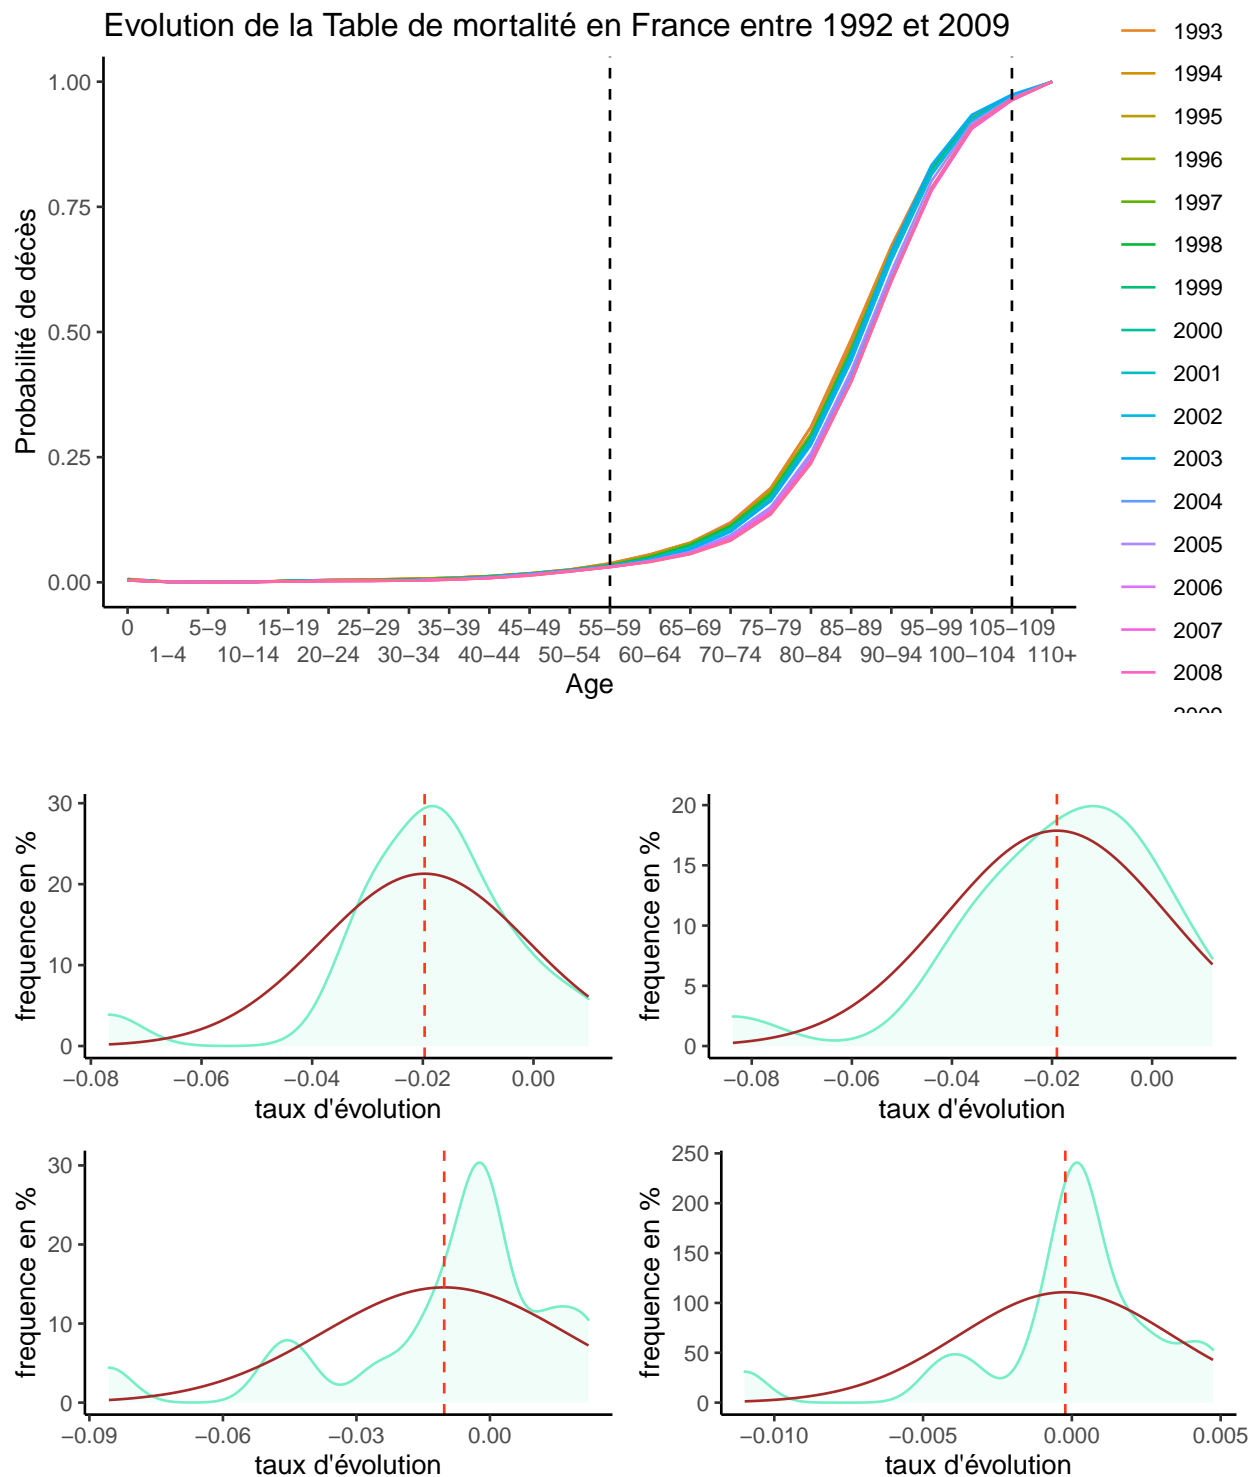 Evolution de la Table de mortalité en France entre 1992 et 2009
Probabilité de décès
1.00
0.75
0.50
0.25
0.00
0 5−9 15−19 25−29 35−39 45−49 55−59 65−69 75−79 85−89 95−99 105−109
1−4 10−14 20−24 30−34 40−44 50−54 60−64 70−74 80−84 90−94 100−104 110+
Age
1993
1994
1995
1996
1997
1998
1999
2000
2001
2002
2003
2004
2005
2006
2007
2008
2009
frequence en %
30
20
10
0
−0.08 −0.06 −0.04 −0.02 0.00
taux d'évolution
frequence en %
20
15
10
5
0
−0.08 −0.06 −0.04 −0.02 0.00
taux d'évolution
frequence en %
30
20
10
0
−0.09 −0.06 −0.03 0.00
taux d'évolution
frequence en %
250
200
150
100
50
0
−0.010 −0.005 0.000 0.005
taux d'évolution